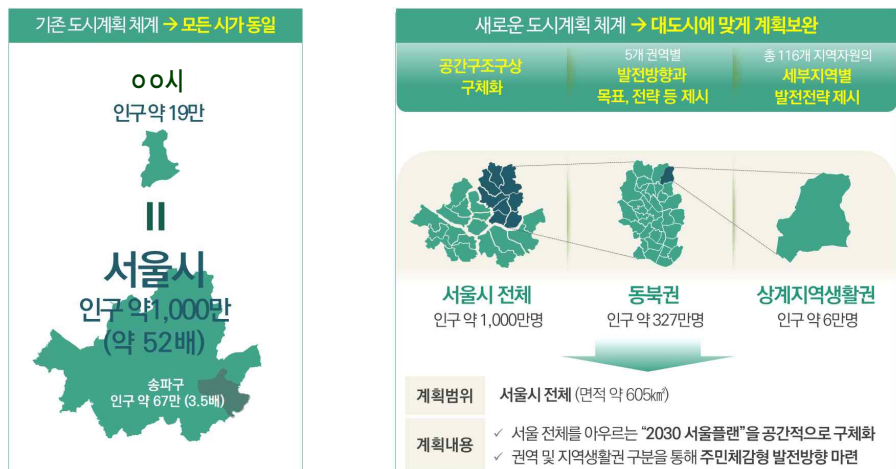 기존 도시계획 체계 → 모든 시가 동일
ㅇㅇ시
인구 약 19만
=
서울시
인구 약1,000만
(약 52배)
송파구
인구 약 67만 (3.5배)
새로운 도시계획 체계 → 대도시에 맞게 계획보완
공간구조구상
구체화
5개 권역별
발전방향과
목표, 전략 등 제시
총 116개 지역자원의
세부지역별
발전전략 제시
서울시 전체
인구 약 1,000만명
동북권
인구 약 327만명
상계지역생활권
인구 약 6만명
계획범위
서울시 전체 (면적 약 605㎢)
계획내용
✓ 서울 전체를 아우르는 “2030 서울플랜”을 공간적으로 구체화
✓ 권역 및 지역생활권 구분을 통해 주민체감형 발전방향 마련